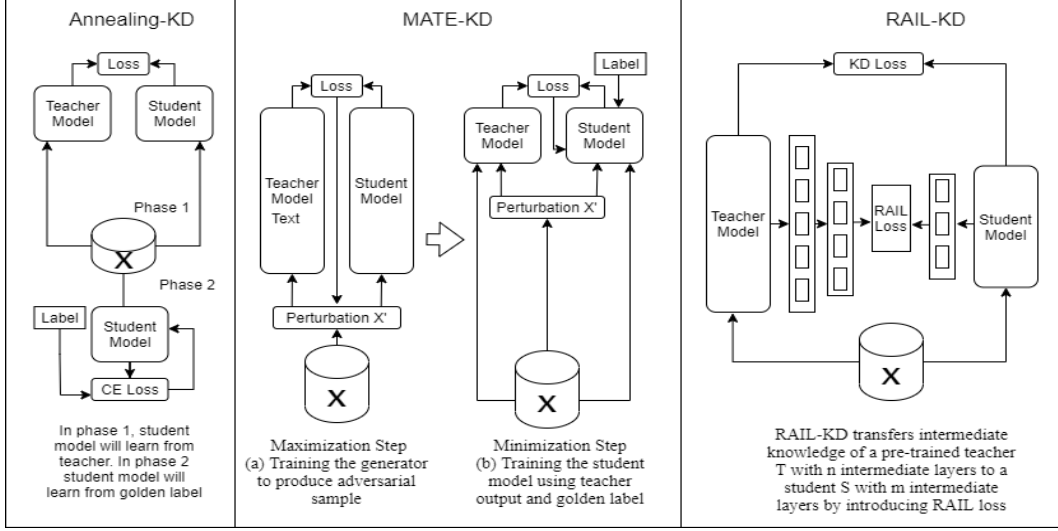 Annealing-KD
Loss
Teacher
Model
Student
Model
Phase 1
X
Phase 2
Label
Student
Model
CE Loss
In phase 1, student
model will learn from
teacher. In phase 2
student model will
learn from golden label
MATE-KD
Loss
Teacher
Model
Text
Student
Model
Perturbation X'
X
Maximization Step
(a) Training the generator
to produce adversarial
sample
Label
Loss
Teacher
Model
Student
Model
Perturbation X'
X
Minimization Step
(b) Training the student
model using teacher
output and golden label
RAIL-KD
KD Loss
Teacher
Model
RAIL
Loss
Student
Model
X
RAIL-KD transfers intermediate
knowledge of a pre-trained teacher
T with n intermediate layers to a
student S with m intermediate
layers by introducing RAIL loss